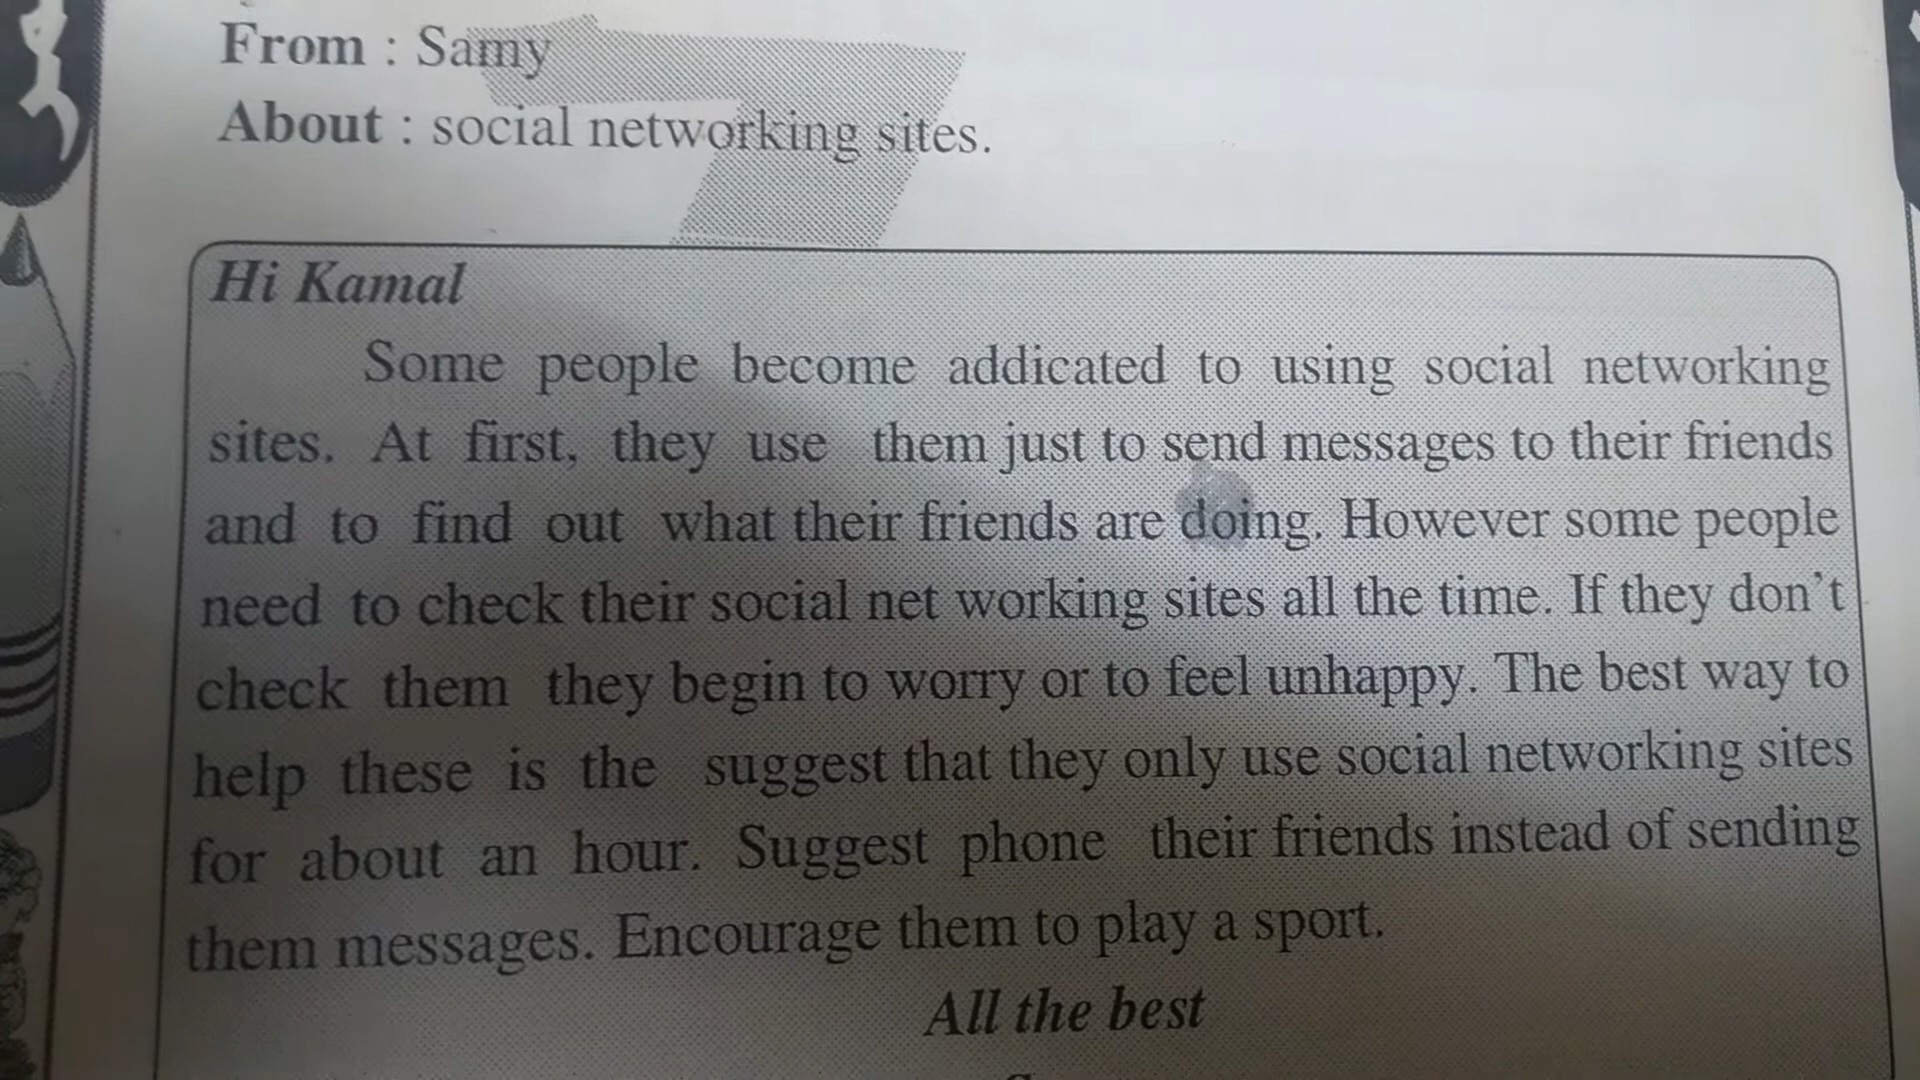 From : Samy
About : social networking sites.
Hi Kamal
Some people become addicated to using social networking
sites. At first, they use them just to send messages to their friends
and to find out what their friends are doing. However some people
need to check their social net working sites all the time. If they don't
check them they begin to worry or to feel unhappy. The best way to
help these is the suggest that they only use social networking sites
for about an hour. Suggest phone their friends instead of sending
them messages. Encourage them to play a sport.
All the best